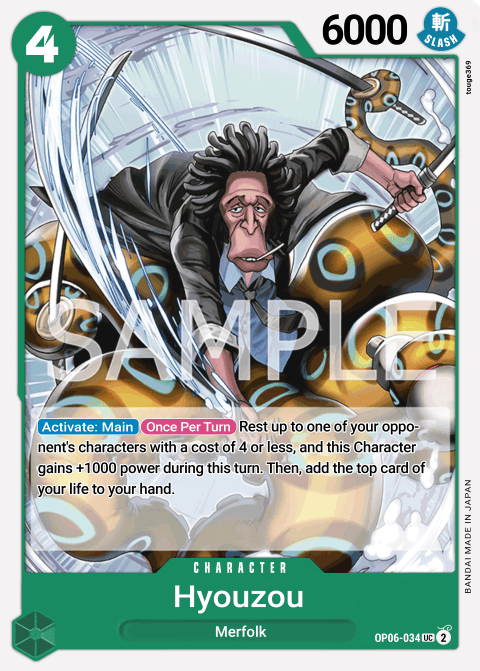 4
6000
斬
SLASH
touge369
SAMPLE
Activate: Main Once Per Turn Rest up to one of your oppo-
nent's characters with a cost of 4 or less, and this Character
gains +1000 power during this turn. Then, add the top card of
your life to your hand.
BANDAI MADE IN JAPAN
CHARACTER
Hyouzou
Merfolk
OP06-034 UC 2